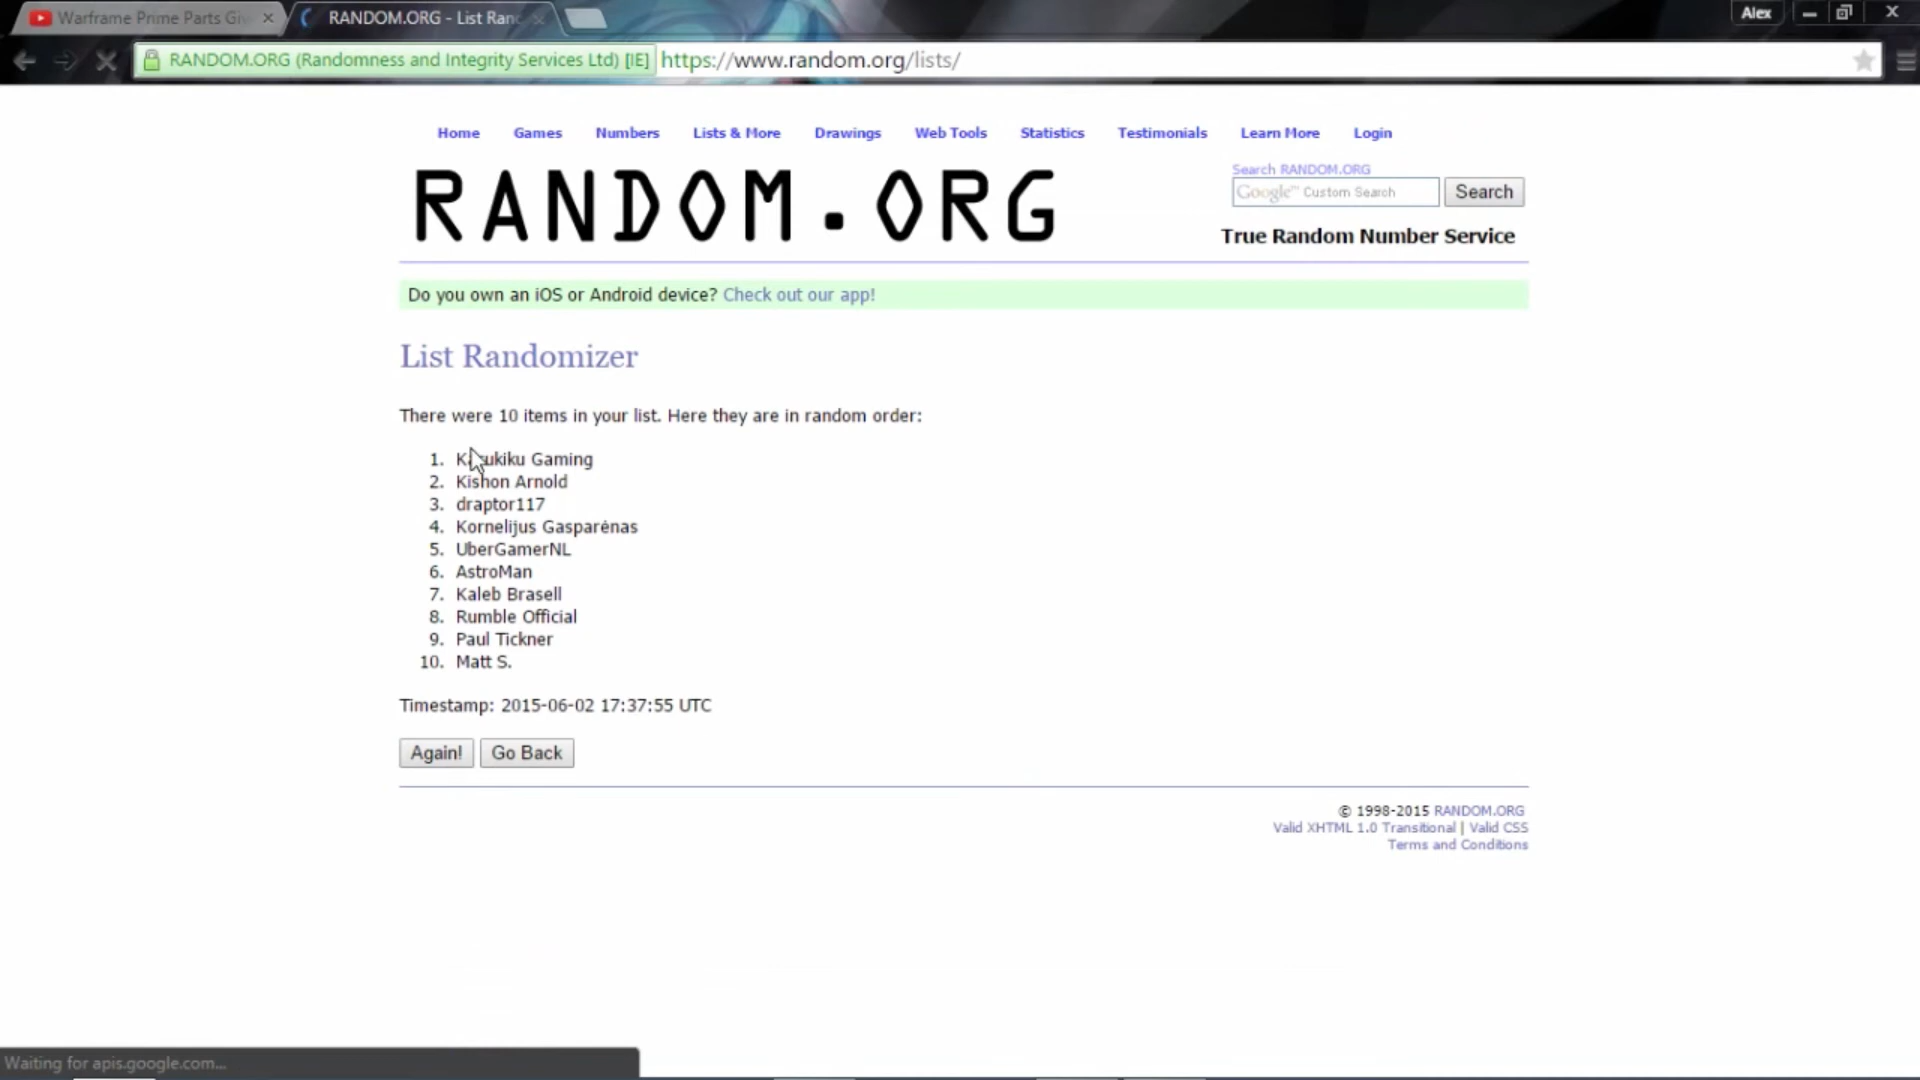 Warframe Prime Parts Giv
RANDOM.ORG - List Ran
Alex
RANDOM.ORG (Randomness and Integrity Services Ltd) [IE] https://www.random.org/lists/
Home Games Numbers Lists & More Drawings Web Tools Statistics Testimonials Learn More Login
RANDOM.ORG
Search RANDOM.ORG
Google™ Custom Search Search
True Random Number Service
Do you own an iOS or Android device? Check out our app!
List Randomizer
There were 10 items in your list. Here they are in random order:
1. Gaming
2. Kishon Arnold
3. draptor117
4. Kornelijus Gasparėnas
5. UberGamerNL
6. AstroMan
7. Kaleb Brasell
8. Rumble Official
9. Paul Tickner
10. Matt S.
Timestamp: 2015-06-02 17:37:55 UTC
Again! Go Back
© 1998-2015 RANDOM.ORG
Valid XHTML 1.0 Transitional | Valid CSS
Terms and Conditions
Waiting for apis.google.com...